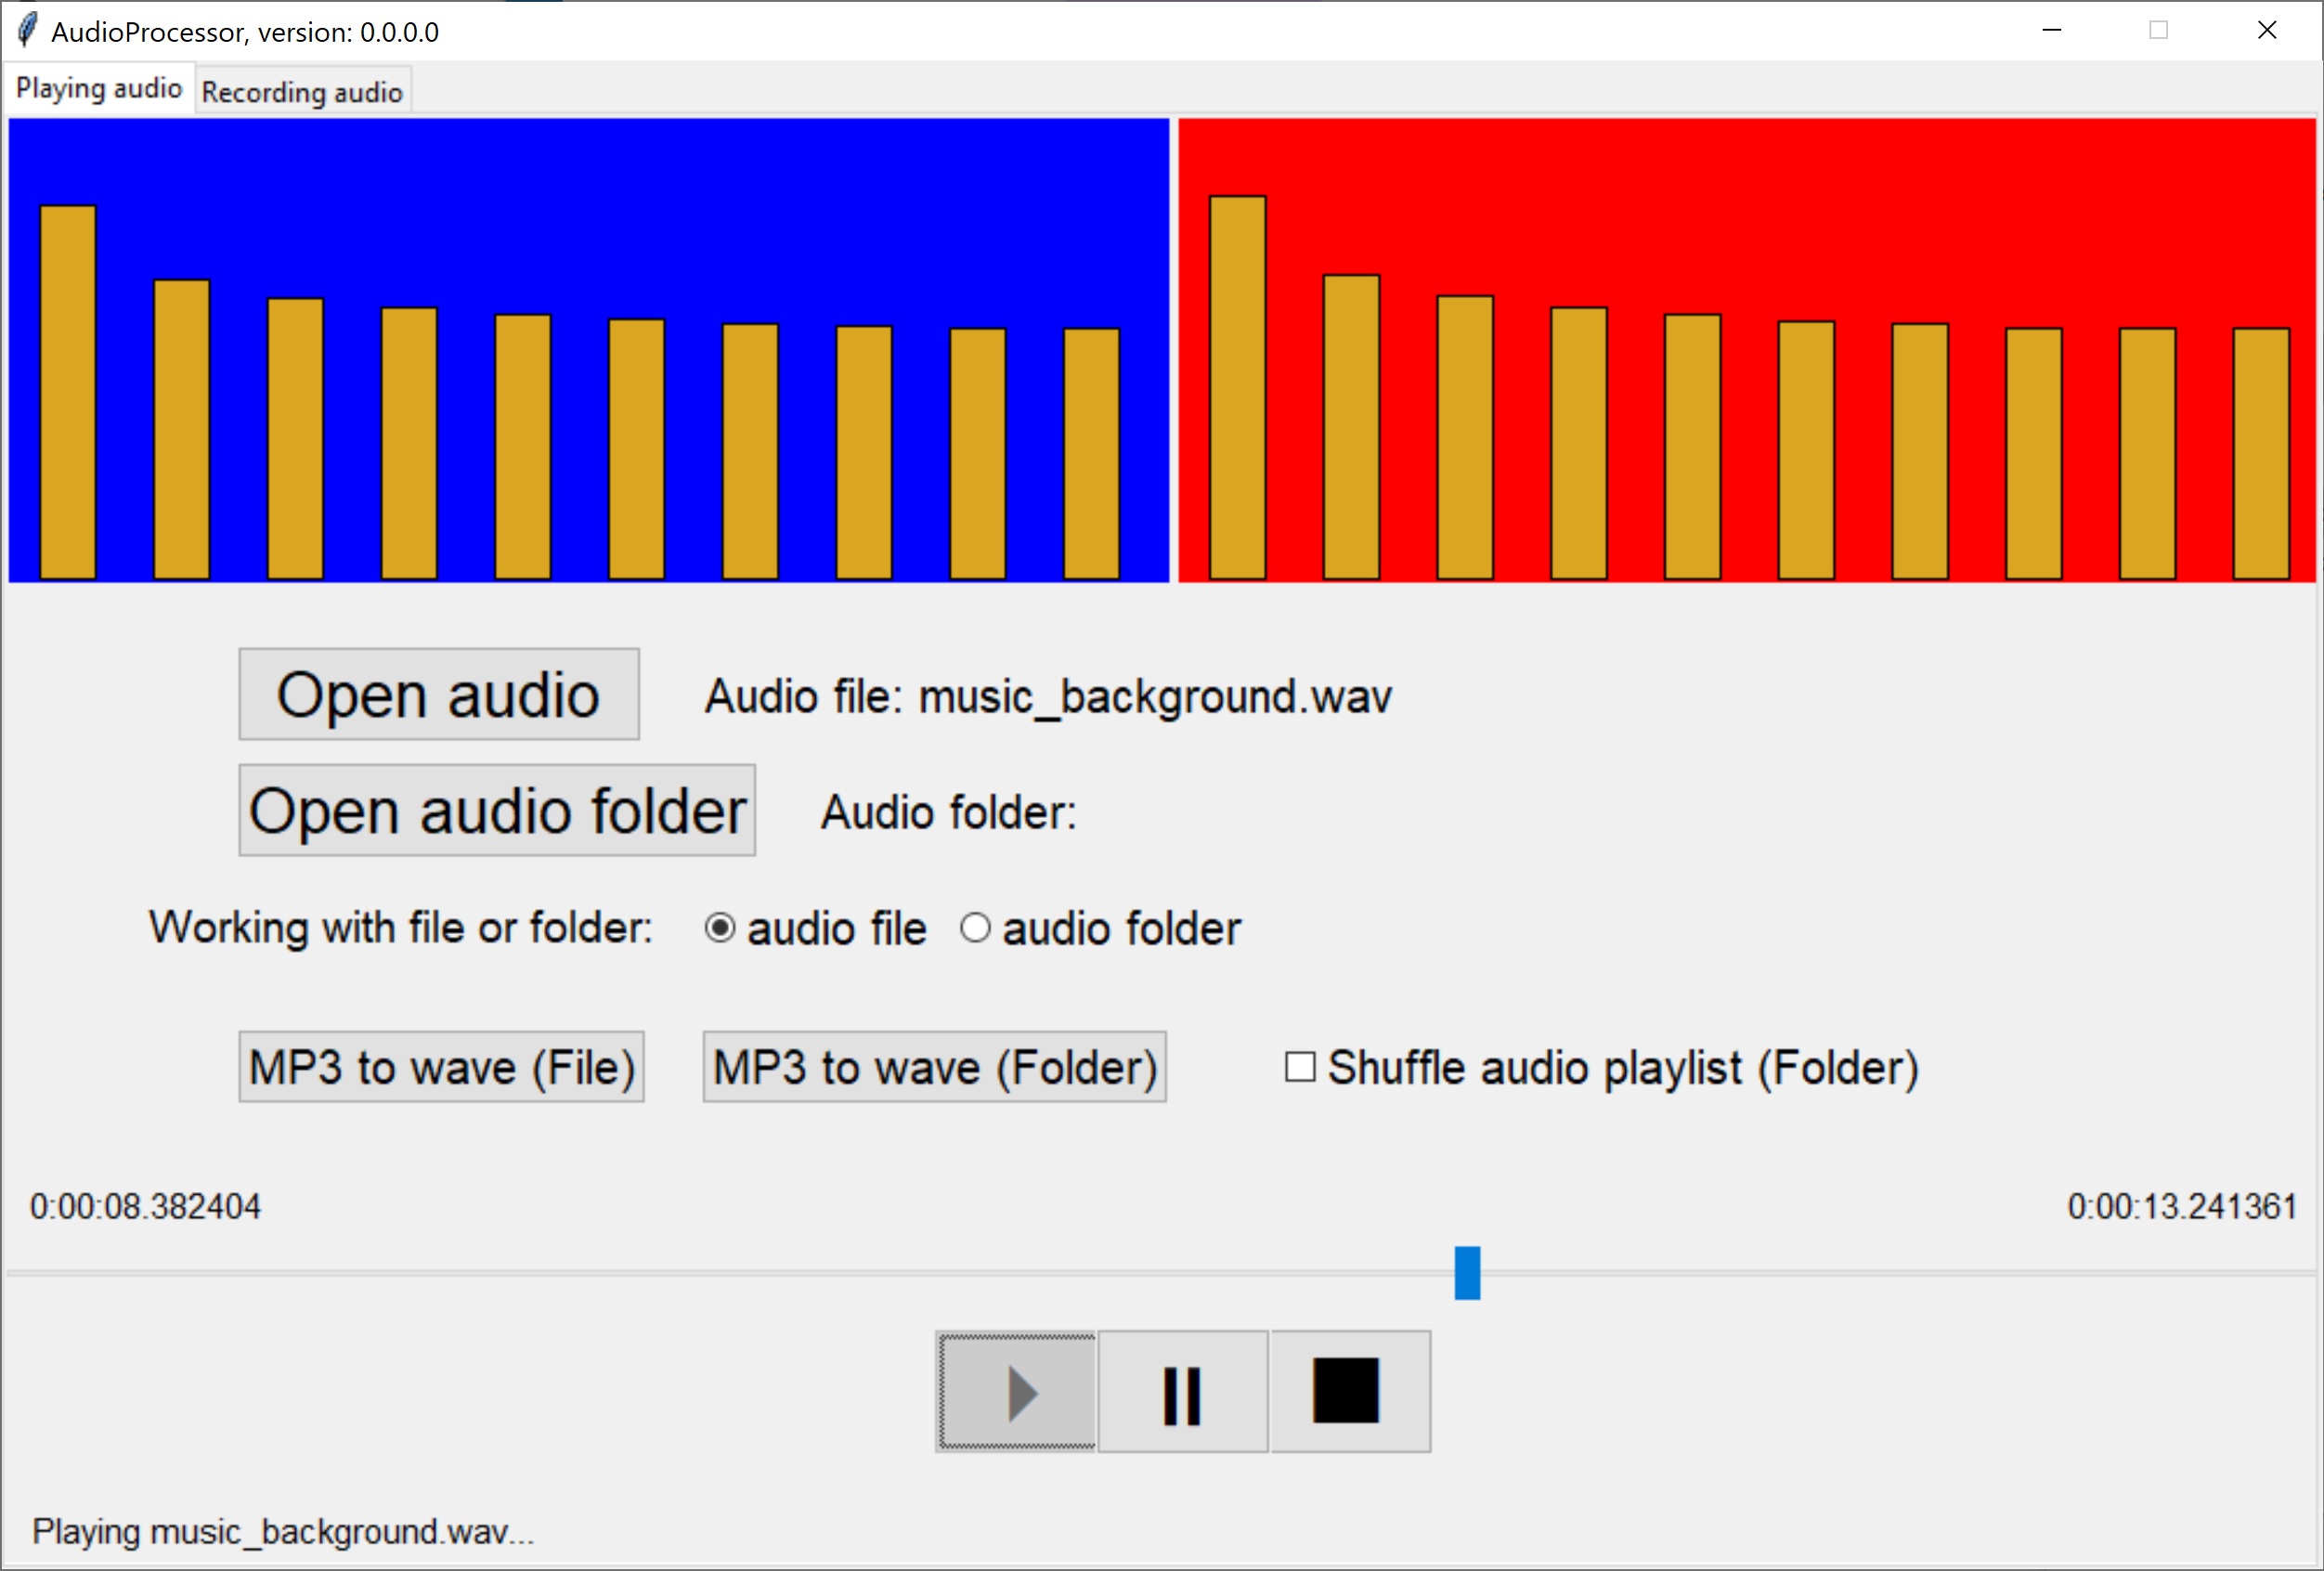 AudioProcessor, version: 0.0.0.0
Playing audio Recording audio
Open audio Audio file: music_background.wav
Open audio folder Audio folder:
Working with file or folder: audio file audio folder
MP3 to wave (File) MP3 to wave (Folder) Shuffle audio playlist (Folder)
0:00:08.382404 0:00:13.241361
Playing music_background.wav...